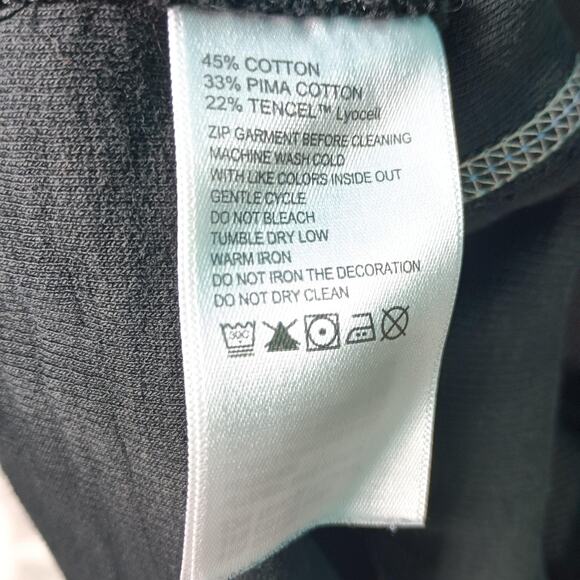 45% COTTON
33% PIMA COTTON
22% TENCEL™ Lyocell
ZIP GARMENT BEFORE CLEANING
MACHINE WASH COLD
WITH LIKE COLORS INSIDE OUT
GENTLE CYCLE
DO NOT BLEACH
TUMBLE DRY LOW
WARM IRON
DO NOT IRON THE DECORATION
DO NOT DRY CLEAN
30C